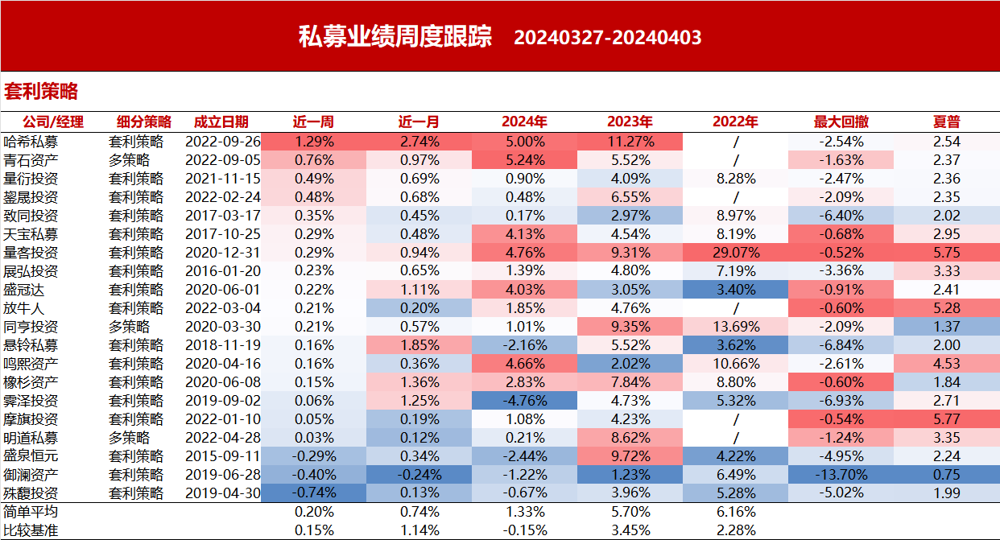 私募业绩周度跟踪 20240327-20240403
套利策略
公司/经理 细分策略 成立日期 近一周 近一月 2024年 2023年 2022年 最大回撤 夏普
哈希私募 套利策略 2022-09-26 1.29% 2.74% 5.00% 11.27% / -2.54% 2.54
青石资产 多策略 2022-09-05 0.76% 0.97% 5.24% 5.52% / -1.63% 2.37
量衍投资 套利策略 2021-11-15 0.49% 0.69% 0.90% 4.09% 8.28% -2.47% 2.36
鋆晟投资 套利策略 2022-02-24 0.48% 0.68% 0.48% 6.55% / -2.09% 2.35
致同投资 套利策略 2017-03-17 0.35% 0.45% 0.17% 2.97% 8.97% -6.40% 2.02
天宝私募 套利策略 2017-10-25 0.29% 0.48% 4.13% 4.54% 8.19% -0.68% 2.95
量客投资 套利策略 2020-12-31 0.29% 0.94% 4.76% 9.31% 29.07% -0.52% 5.75
展弘投资 套利策略 2016-01-20 0.23% 0.65% 1.39% 4.80% 7.19% -3.36% 3.33
盛冠达 套利策略 2020-06-01 0.22% 1.11% 4.03% 3.05% 3.40% -0.91% 2.41
放牛人 套利策略 2022-03-04 0.21% 0.20% 1.85% 4.76% / -0.60% 5.28
同亨投资 多策略 2020-03-30 0.21% 0.57% 1.01% 9.35% 13.69% -2.09% 1.37
悬铃私募 套利策略 2018-11-19 0.16% 1.85% -2.16% 5.52% 3.62% -6.84% 2.00
鸣熙资产 套利策略 2020-04-16 0.16% 0.36% 4.66% 2.02% 10.66% -2.61% 4.53
橡杉资产 套利策略 2020-06-08 0.15% 1.36% 2.83% 7.84% 8.80% -0.60% 1.84
霁泽投资 套利策略 2019-09-02 0.06% 1.25% -4.76% 4.73% 5.32% -6.93% 2.71
摩旗投资 套利策略 2022-01-10 0.05% 0.19% 1.08% 4.23% / -0.54% 5.77
明道私募 多策略 2022-04-28 0.03% 0.12% 0.21% 8.62% / -1.24% 3.35
盛泉恒元 套利策略 2015-09-11 -0.29% 0.34% -2.44% 9.72% 4.22% -4.95% 2.24
御澜资产 套利策略 2019-06-28 -0.40% -0.24% -1.22% 1.23% 6.49% -13.70% 0.75
殊馥投资 套利策略 2019-04-30 -0.74% 0.13% -0.67% 3.96% 5.28% -5.02% 1.99
简单平均 0.20% 0.74% 1.33% 5.70% 6.16%
比较基准 0.15% 1.14% -0.15% 3.45% 2.28%